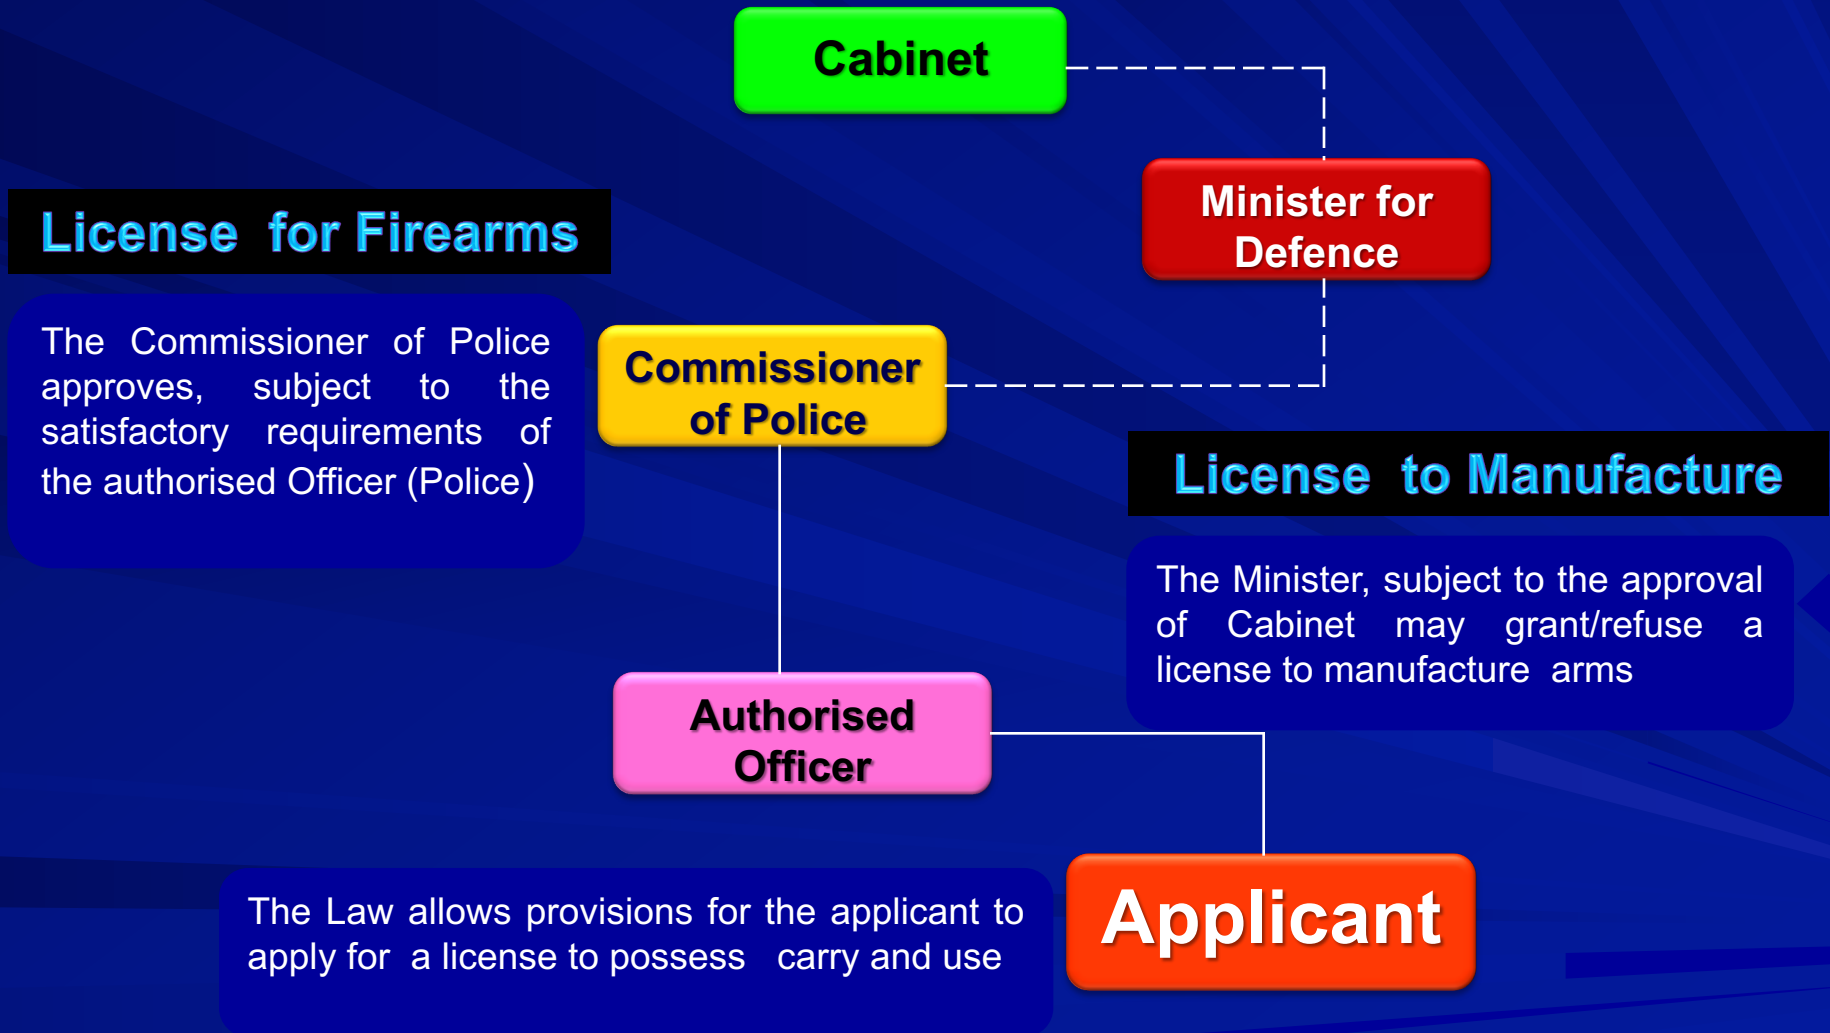 Cabinet
Minister for
Defence
License for Firearms
The Commissioner of Police
approves, subject to the
satisfactory requirements of
the authorised Officer (Police)
Commissioner
of Police
License to Manufacture
The Minister, subject to the approval
of Cabinet may grant/refuse a
license to manufacture arms
Authorised
Officer
The Law allows provisions for the applicant to
apply for a license to possess carry and use
Applicant